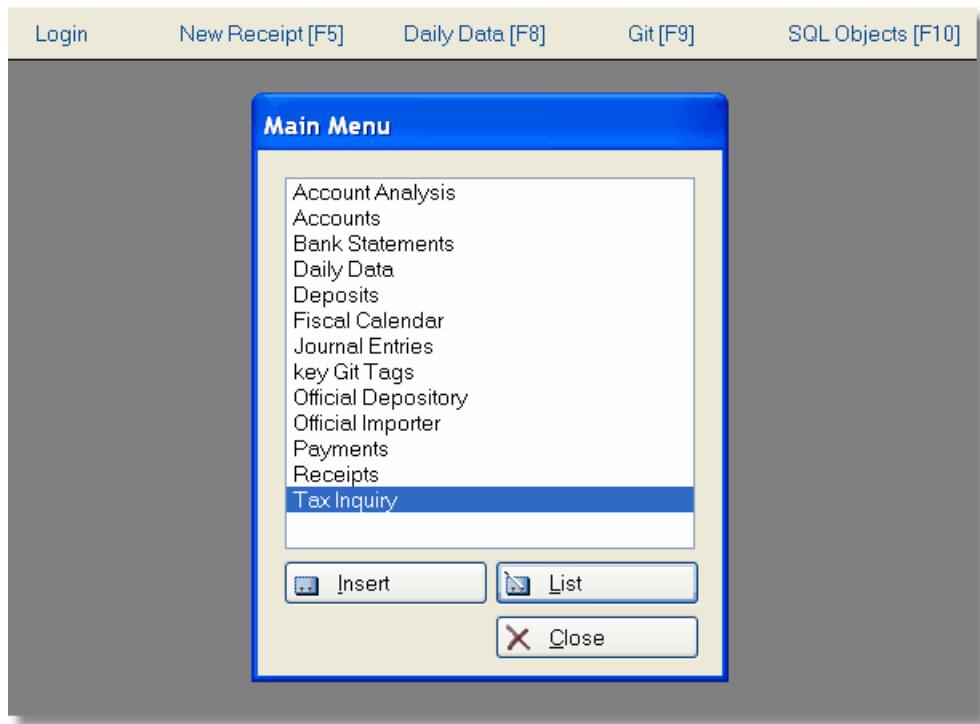 Login New Receipt [F5] Daily Data [F8] Git [F9] SQL Objects [F10]
Main Menu
Account Analysis
Accounts
Bank Statements
Daily Data
Deposits
Fiscal Calendar
Journal Entries
key Git Tags
Official Depository
Official Importer
Payments
Receipts
Tax Inquiry
Insert List
Close